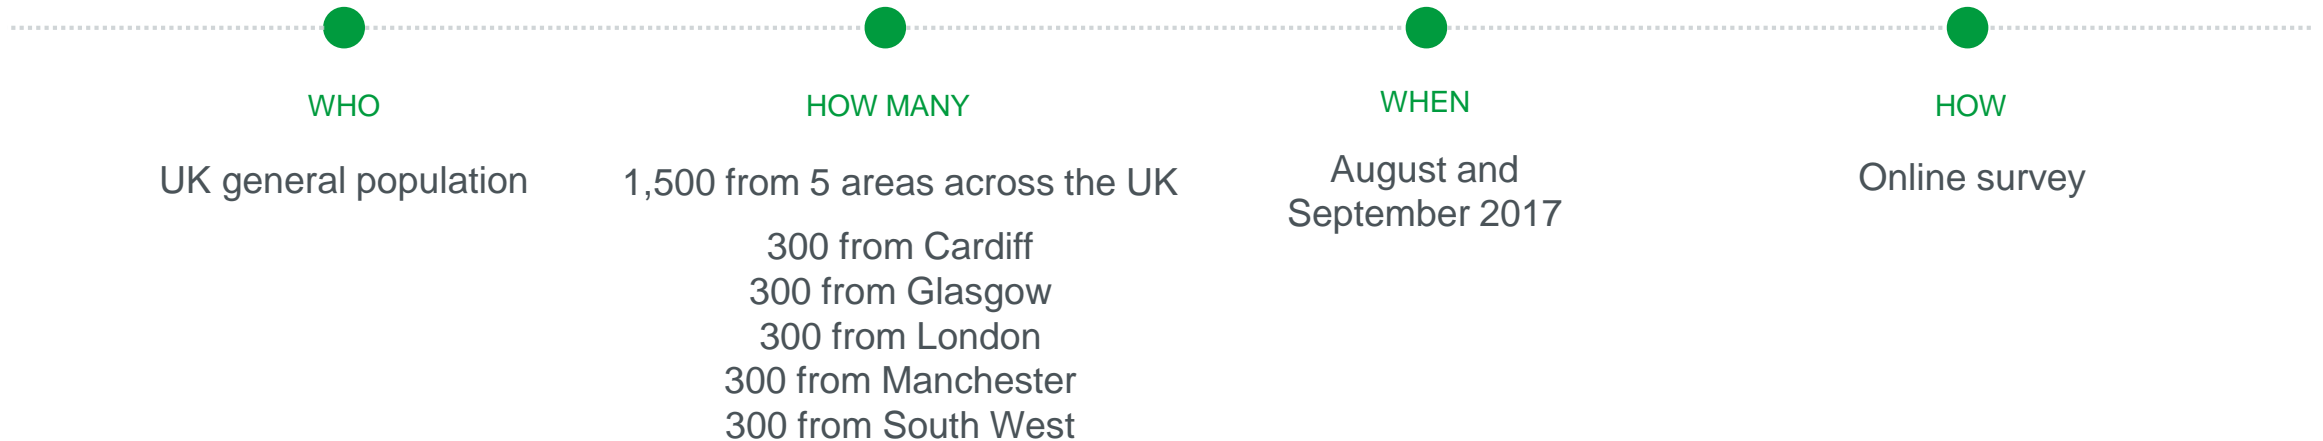 WHO
UK general population
HOW MANY
1,500 from 5 areas across the UK
300 from Cardiff
300 from Glasgow
300 from London
300 from Manchester
300 from South West
WHEN
August and
September 2017
HOW
Online survey